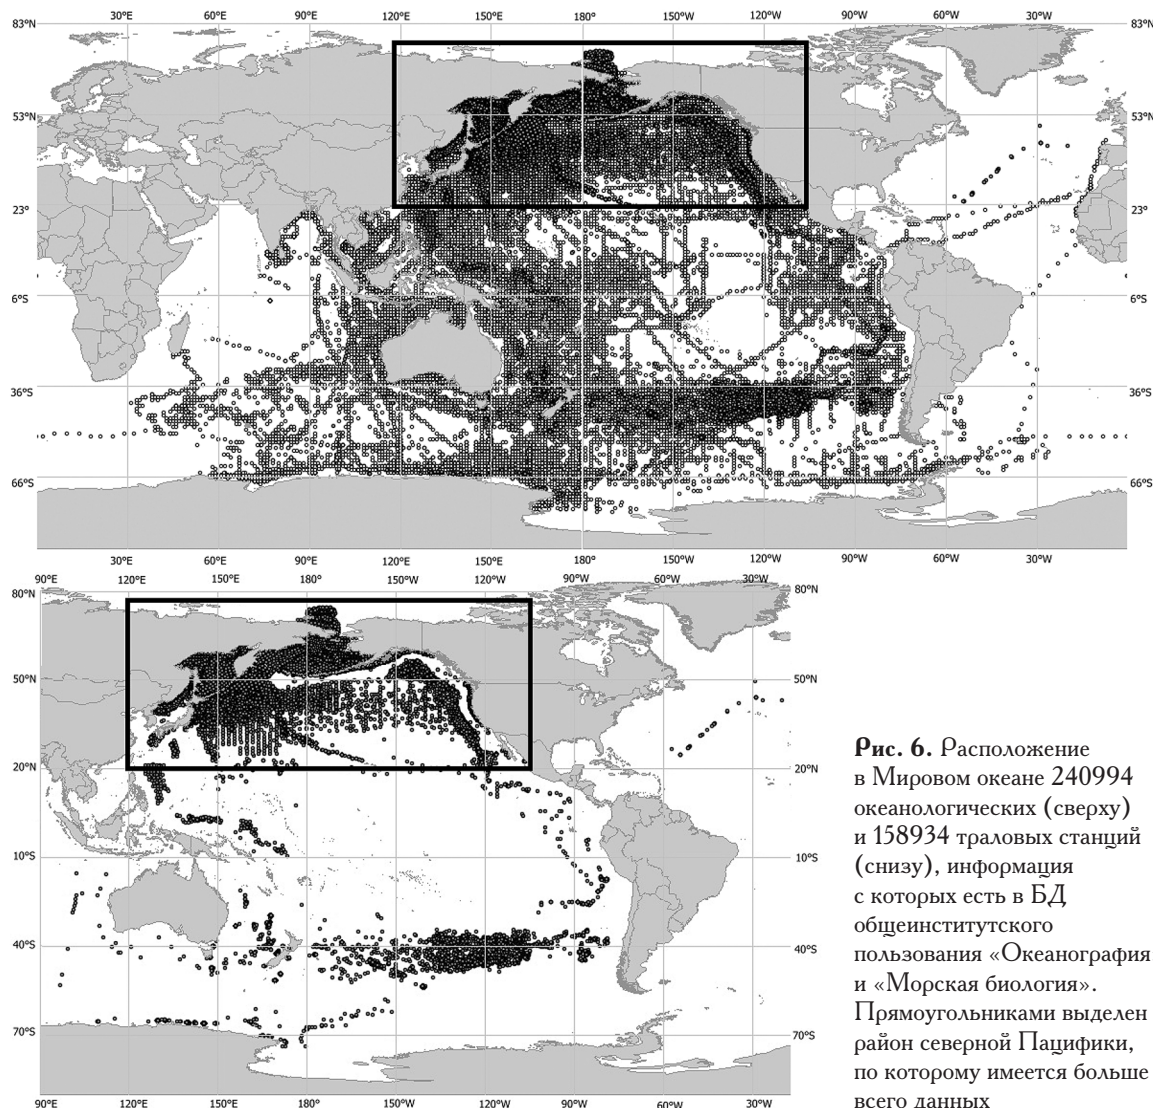 30°E 60°E 90°E 120°E 150°E 180°E 150°W 120°W 90°W 60°W 30°W
83°N 83°N
53°N 53°N
23° 23°
6°S 6°S
36°S 36°S
66°S 66°S
30°E 60°E 90°E 120°E 150°E 180°E 150°W 120°W 90°W 60°W 30°W
90°E 120°E 150°E 180° 150°W 120°W 90°W 60°W 30°W
80°N 80°N
50°N 50°N
20°N 20°N
10°S 10°S
40°S 40°S
70°S 70°S
90°E 120°E 150°E 180° 150°W 120°W 90°W 60°W 30°W
Рис. 6. Расположение
в Мировом океане 240994
океанологических (сверху)
и 158934 траловых станций
(снизу), информация
с которых есть в БД
общеинститутского
пользования «Океанография
и «Морская биология».
Прямоугольниками выделен
район северной Пацифики,
по которому имеется больше
всего данных